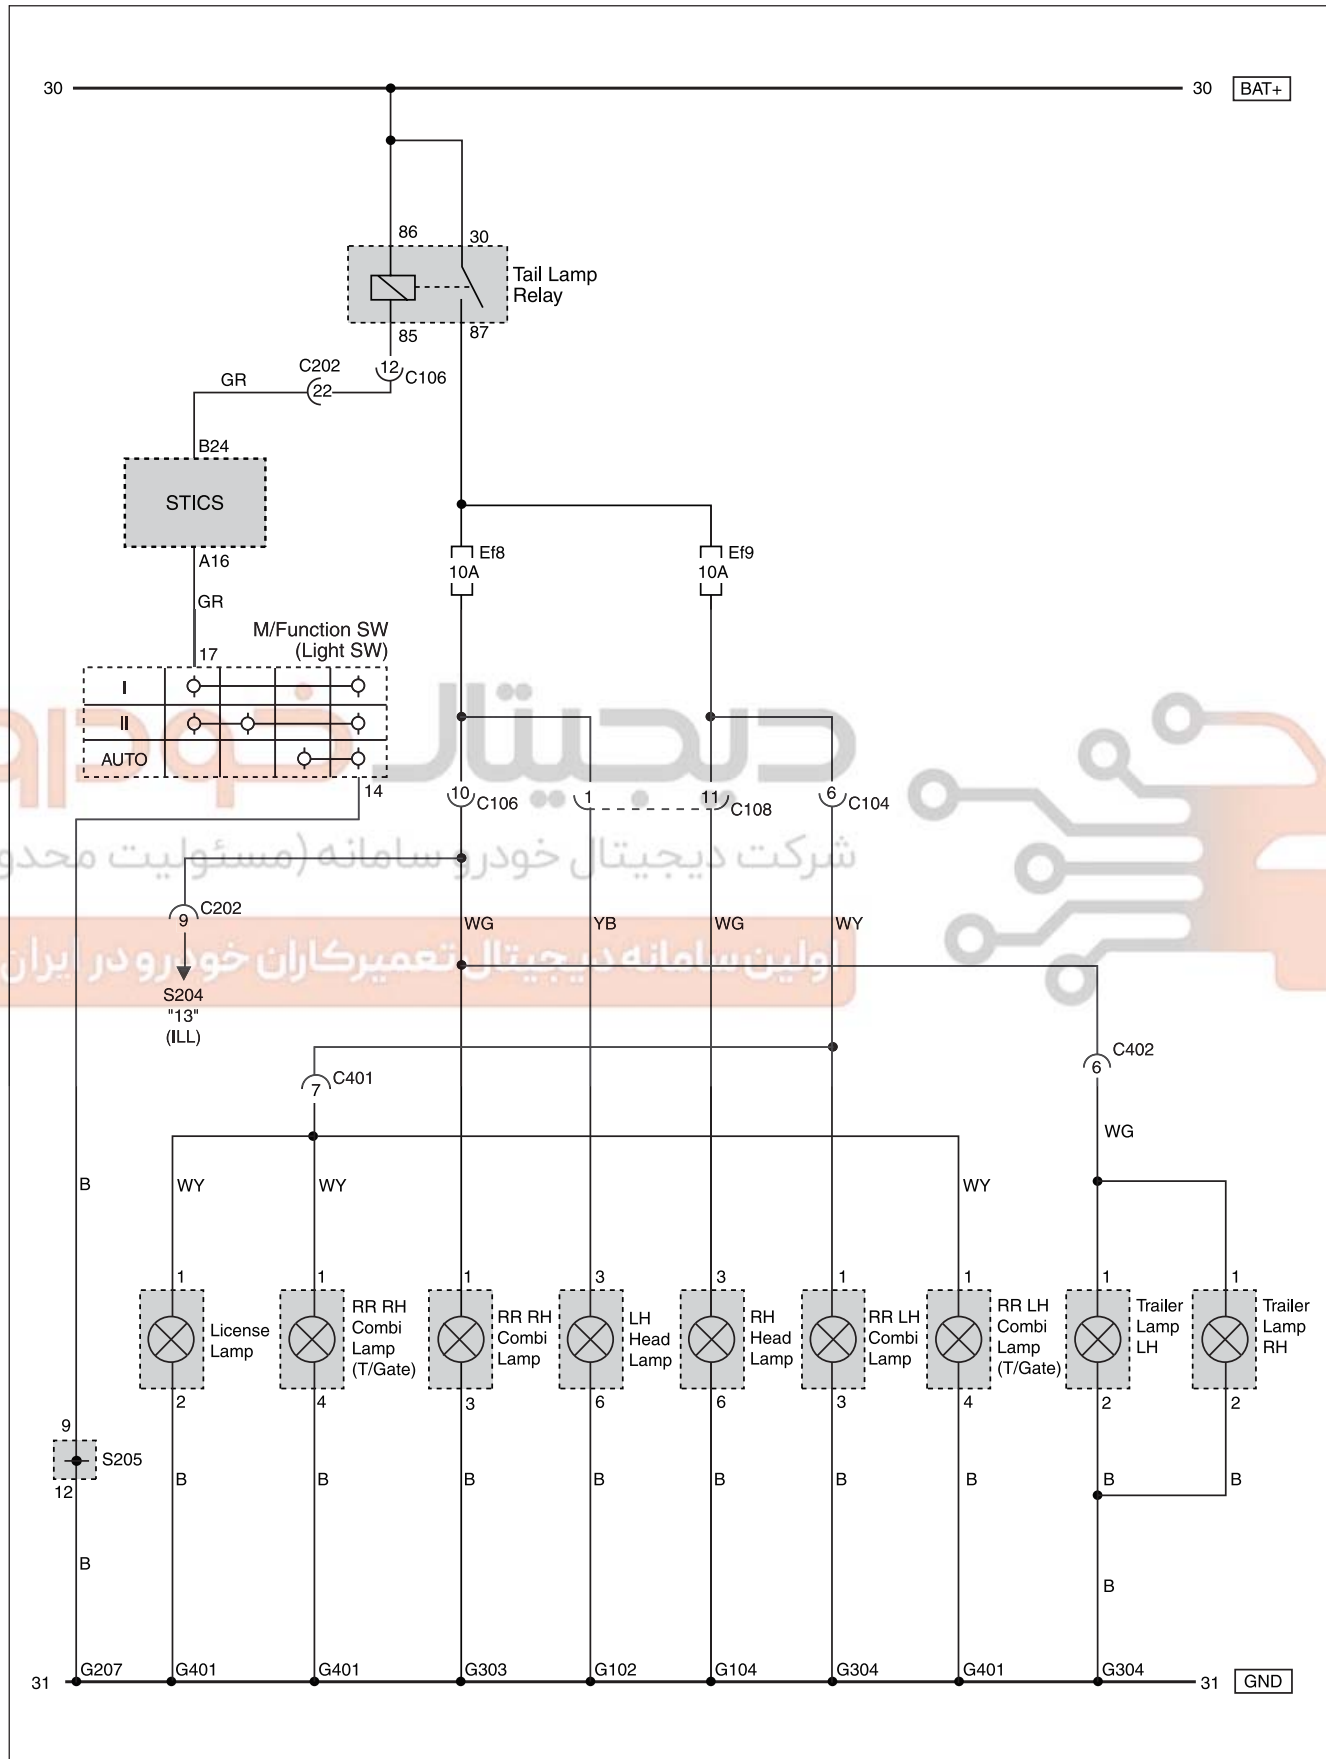 30
30
BAT+
86
30
Tail Lamp
Relay
85
87
C202
12
C106
GR
22
B24
STICS
A16
Ef8
10A
Ef9
10A
GR
M/Function SW
(Light SW)
17
I
II
AUTO
14
دیجیتال خودرو
10
C106
1
11
C108
6
C104
شرکت دیجیتال خودرو سامانه (مسئولیت محدو
C202
9
WG
YB
WG
WY
اولین سامانه دیجیتال تعمیرکاران خودرو در ایران
S204
"13"
(ILL)
C401
7
C402
6
WG
B
WY
WY
WY
1
1
1
3
3
1
1
1
1
License
Lamp
RR RH
Combi
Lamp
(T/Gate)
RR RH
Combi
Lamp
LH
Head
Lamp
RH
Head
Lamp
RR LH
Combi
Lamp
RR LH
Combi
Lamp
(T/Gate)
Trailer
Lamp
LH
Trailer
Lamp
RH
2
4
3
6
6
3
4
2
2
9
S205
12
B
B
B
B
B
B
B
B
B
B
B
31
G207
G401
G401
G303
G102
G104
G304
G401
G304
31
GND